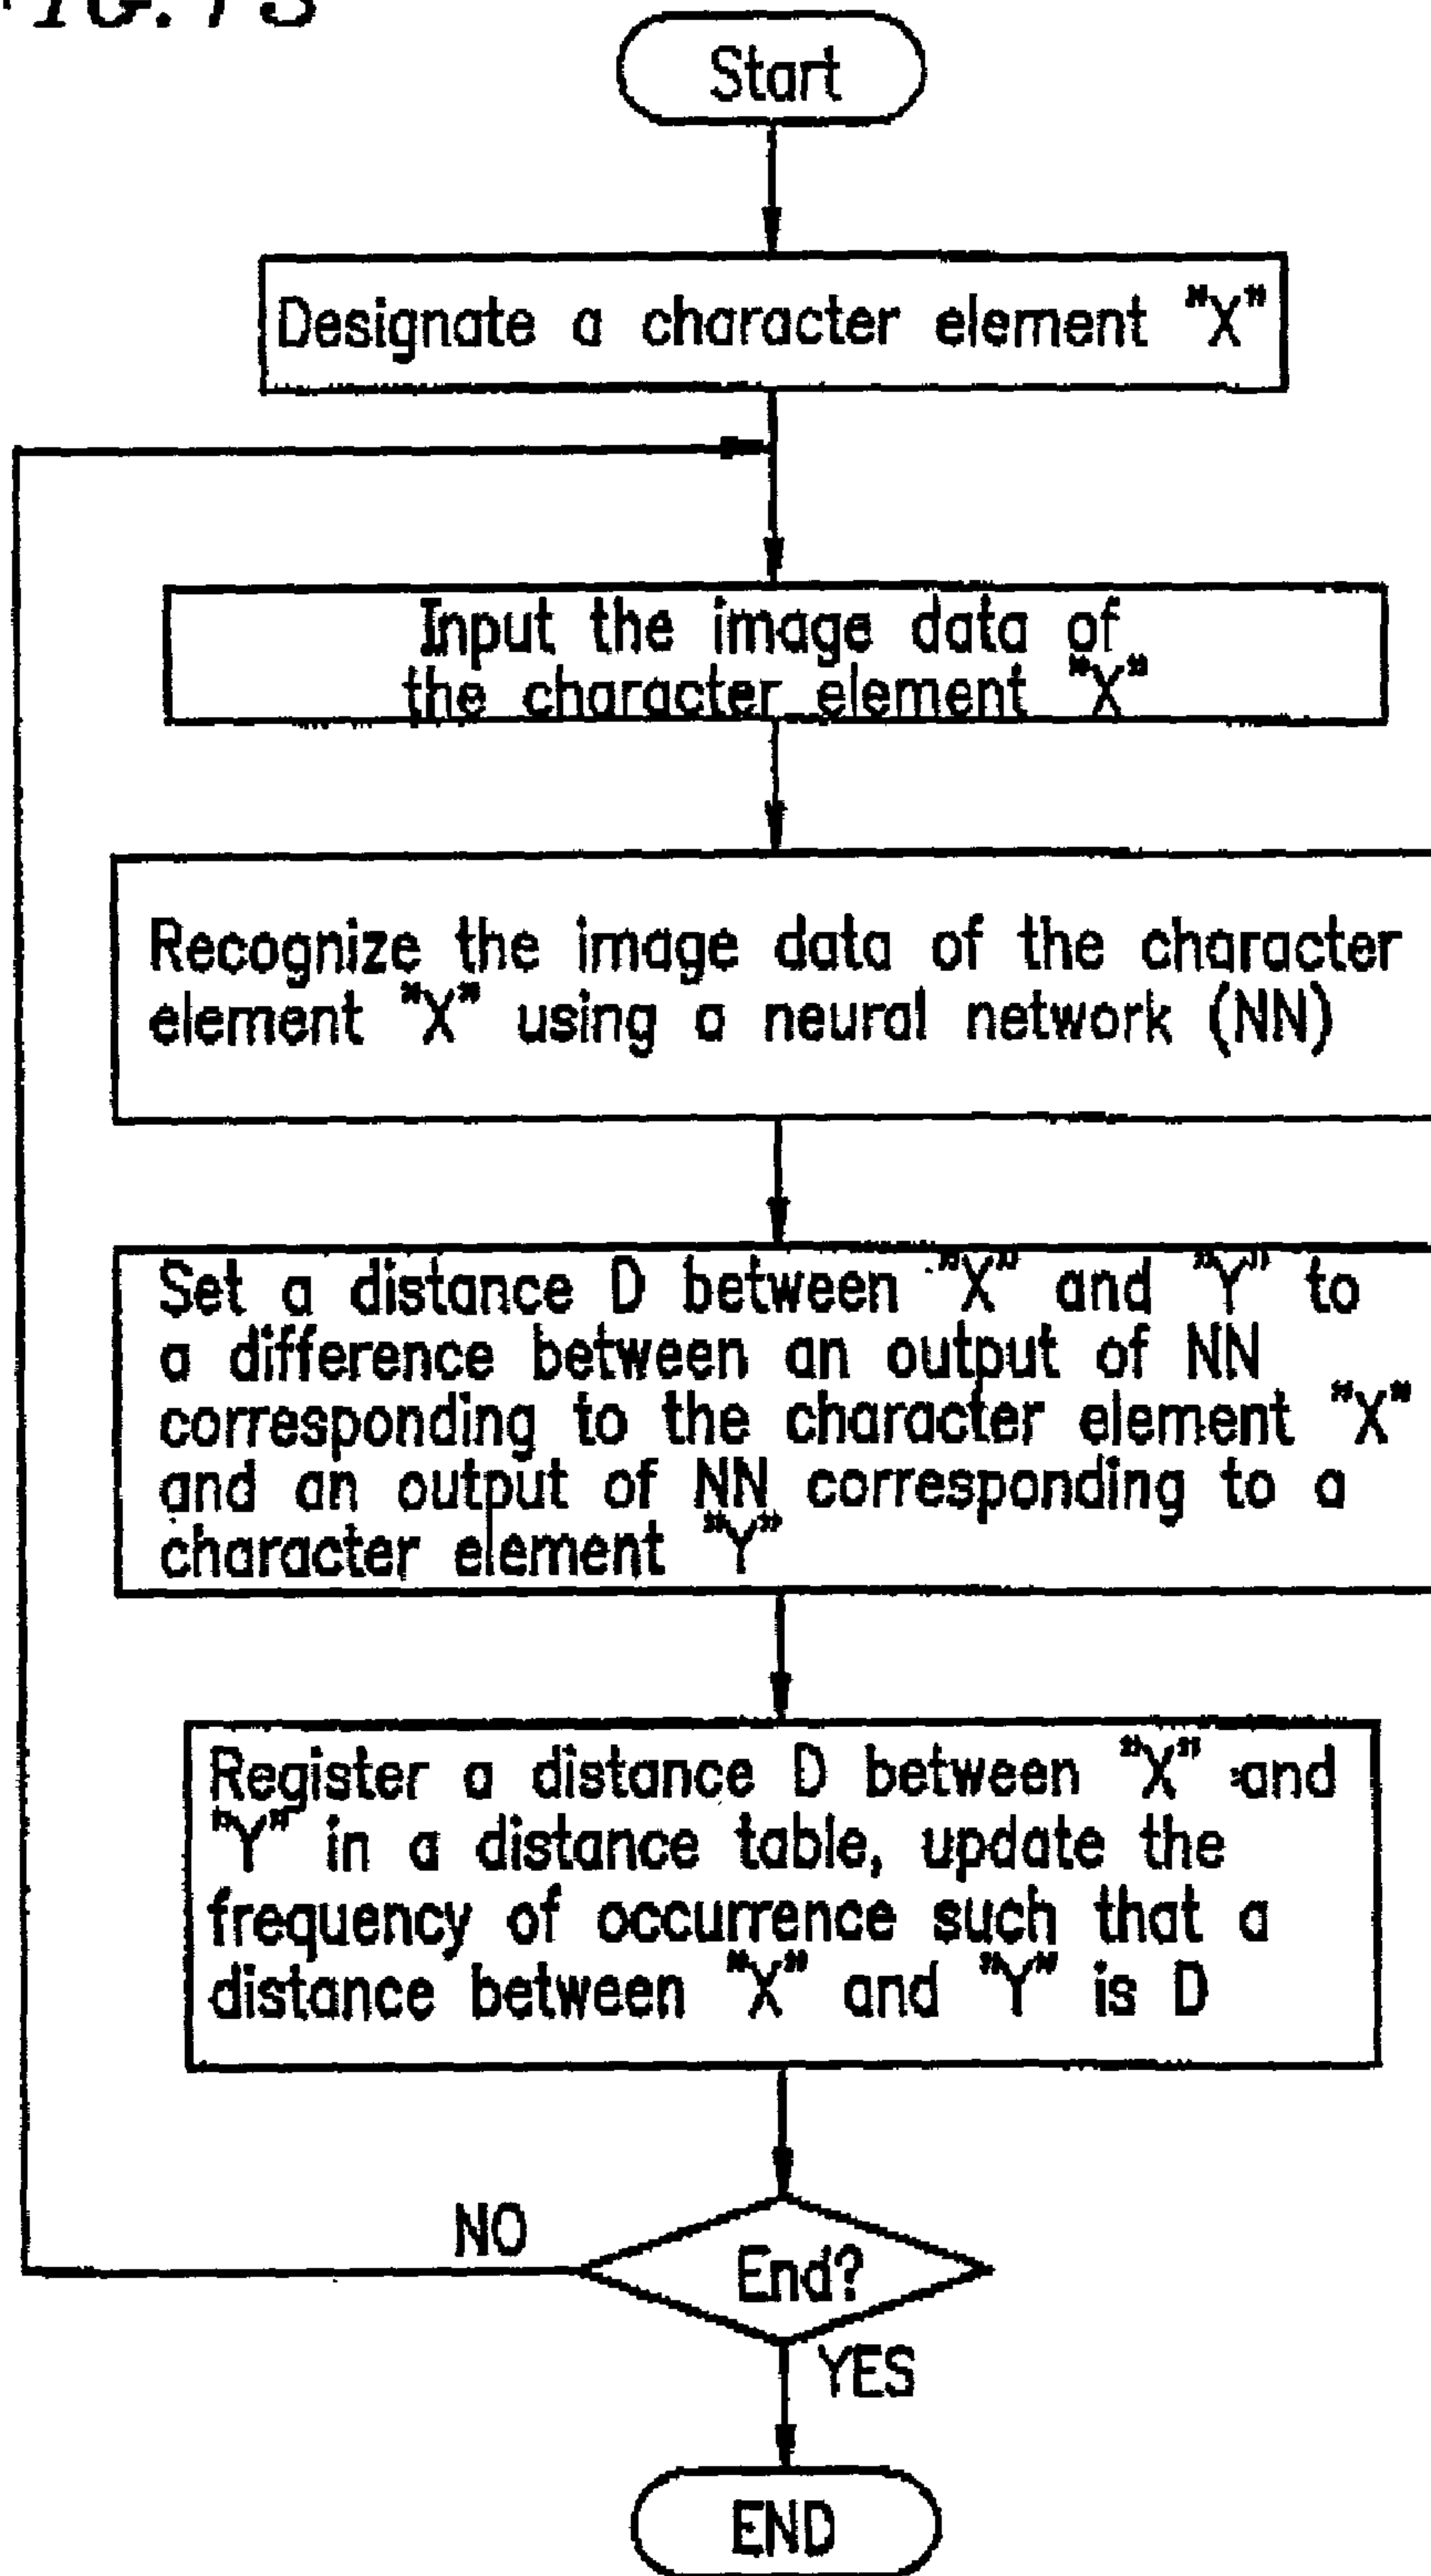 FIG. 13
Start
Designate a character element "X"
Input the image data of
the character element "X"
Recognize the image data of the character
element "X" using a neural network (NN)
Set a distance D between "X" and "Y" to
a difference between an output of NN
corresponding to the character element "X"
and an output of NN corresponding to a
character element "Y"
Register a distance D between "X" and
"Y" in a distance table, update the
frequency of occurrence such that a
distance between "X" and "Y" is D
NO
End?
YES
END